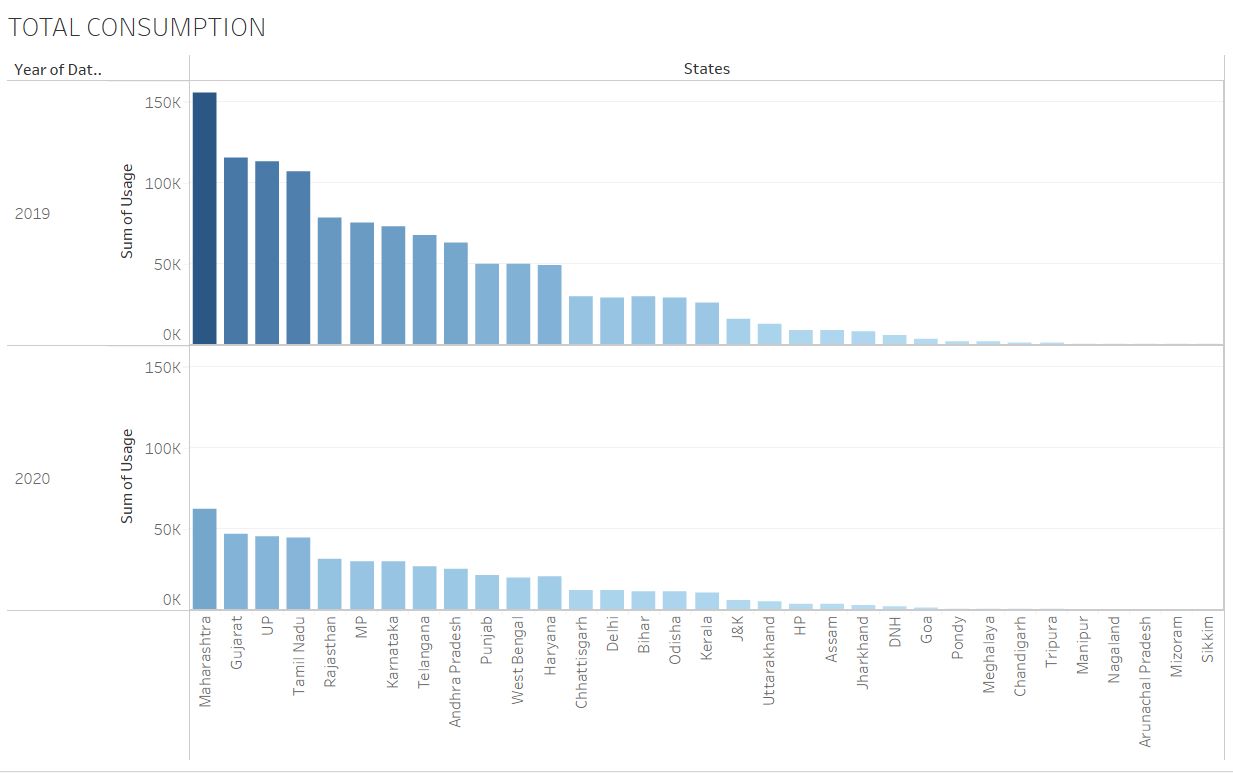 TOTAL CONSUMPTION
Year of Dat..
States
2019
Sum of Usage
150K
100K
50K
0K
2020
Sum of Usage
150K
100K
50K
0K
Maharashtra
Gujarat
UP
Tamil Nadu
Rajasthan
MP
Karnataka
Telangana
Andhra Pradesh
Punjab
West Bengal
Haryana
Chhattisgarh
Delhi
Bihar
Odisha
Kerala
J&K
Uttarakhand
HP
Assam
Jharkhand
DNH
Goa
Pondy
Meghalaya
Chandigarh
Tripura
Manipur
Nagaland
Arunachal Pradesh
Mizoram
Sikkim